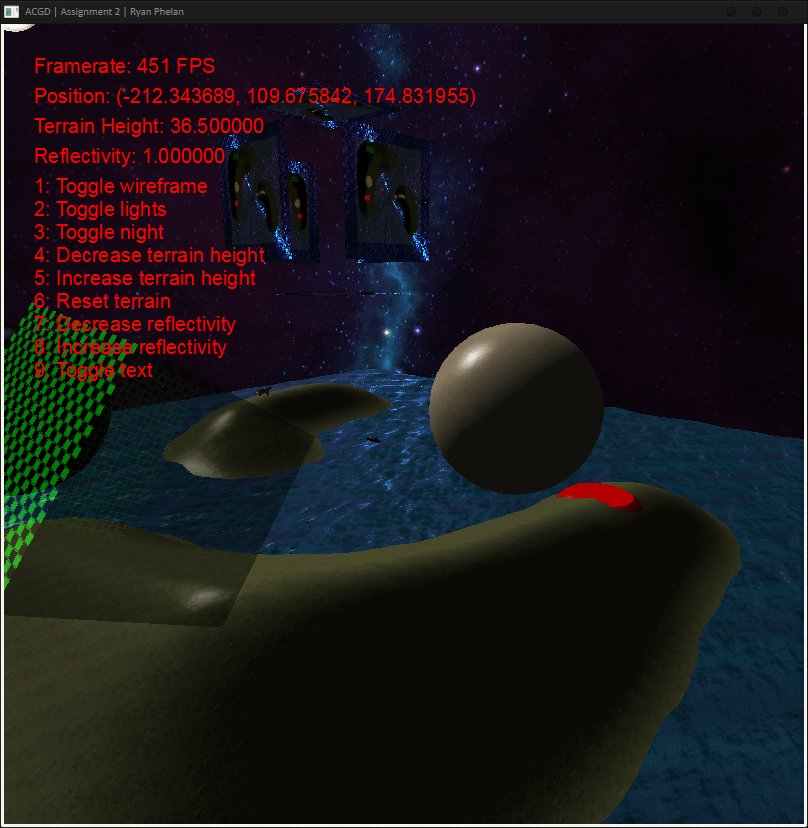 ACGD | Assignment 2 | Ryan Phelan
Framerate: 451 FPS
Position: (-212.343689, 109.675842, 174.831955)
Terrain Height: 36.500000
Reflectivity: 1.000000
1: Toggle wireframe
2: Toggle lights
3: Toggle night
4: Decrease terrain height
5: Increase terrain height
6: Reset terrain
7: Decrease reflectivity
8: Increase reflectivity
9: Toggle text